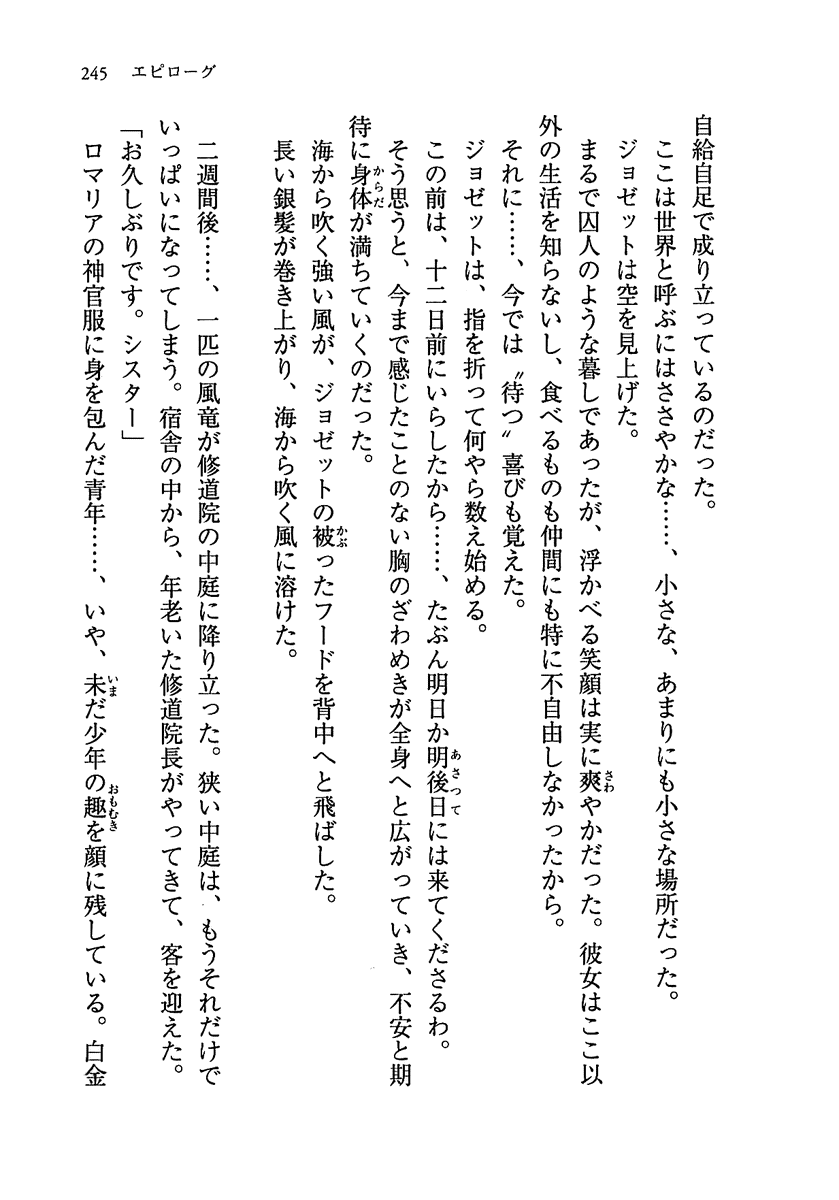 245 エピローグ
自給自足で成り立っているのだった。
ここは世界と呼ぶにはささやかな……、小さな、あまりにも小さな場所だった。
ジョゼットは空を見上げた。
まるで囚人のような暮しであったが、浮かべる笑顔は実に爽やかだった。彼女はここ以
外の生活を知らないし、食べるものも仲間にも特に不自由しなかったから。
それに……、今では〝待つ〟喜びも覚えた。
ジョゼットは、指を折って何やら数え始める。
この前は、十二日前にいらしたから……、たぶん明日か明後日には来てくださるわ。
そう思うと、今まで感じたことのない胸のざわめきが全身へと広がっていき、不安と期
待に身体が満ちていくのだった。
海から吹く強い風が、ジョゼットの被ったフードを背中へと飛ばした。
長い銀髪が巻き上がり、海から吹く風に溶けた。
二週間後……、一匹の風竜が修道院の中庭に降り立った。狭い中庭は、もうそれだけで
いっぱいになってしまう。宿舎の中から、年老いた修道院長がやってきて、客を迎えた。
「お久しぶりです。シスター」
ロマリアの神官服に身を包んだ青年……、いや、未だ少年の趣を顔に残している。白金